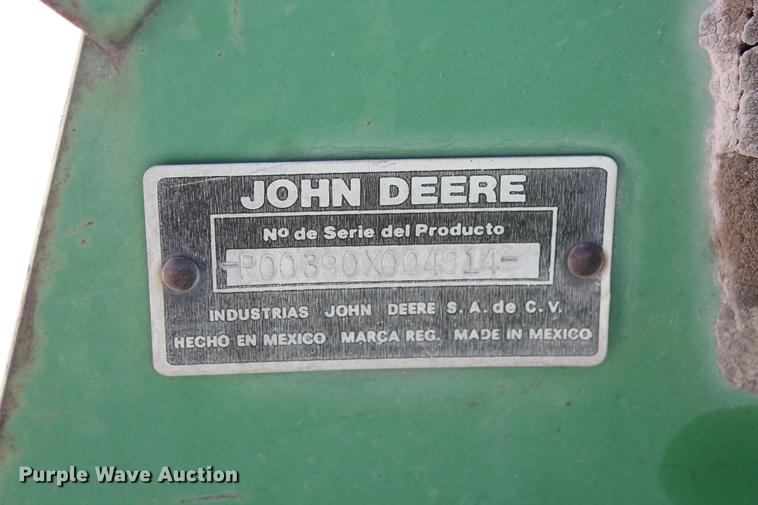 JOHN DEERE
Nº de Serie del Producto
-P00390X004914-
INDUSTRIAS JOHN DEERE S. A. de C. V.
HECHO EN MEXICO MARCA REG. MADE IN MEXICO
Purple Wave Auction